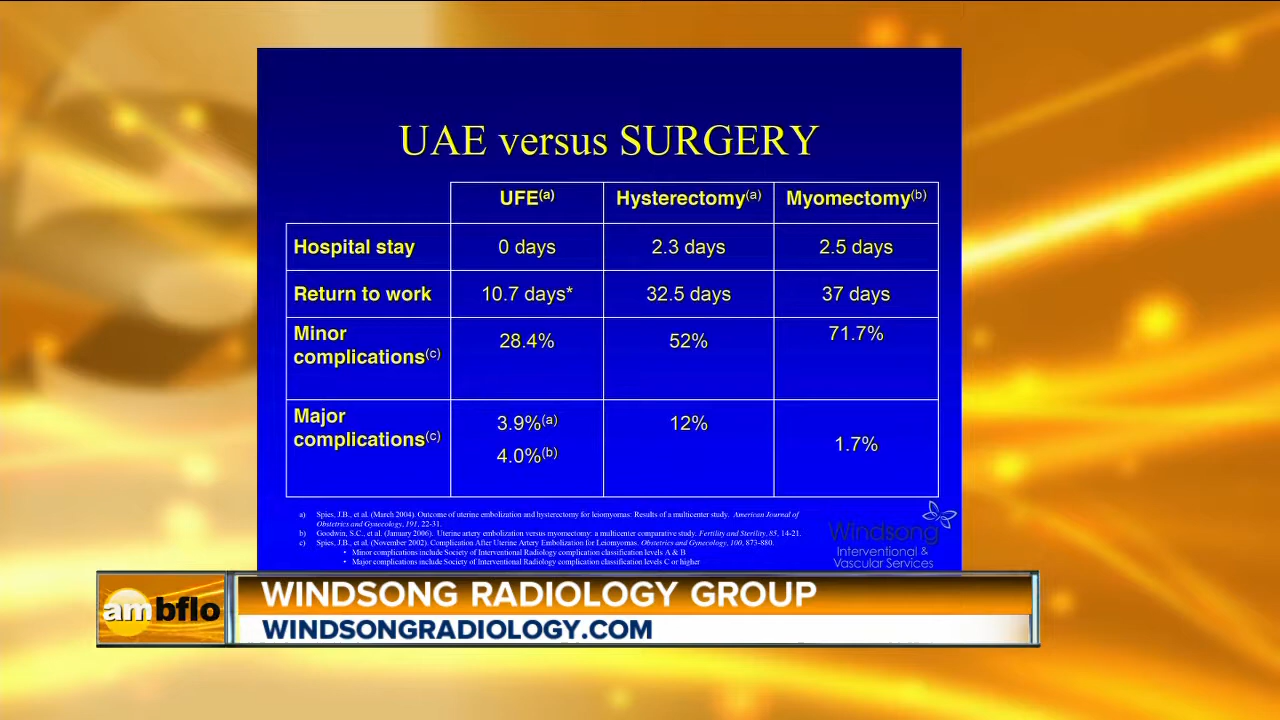 UAE versus SURGERY
UFE(a) Hysterectomy(a) Myomectomy(b)
Hospital stay 0 days 2.3 days 2.5 days
Return to work 10.7 days* 32.5 days 37 days
Minor
complications(c) 28.4% 52% 71.7%
Major
complications(c) 3.9%(a) 12% 1.7%
4.0%(b)
a) Spies, J.B., et al. (March 2004). Outcome of uterine embolization and hysterectomy for leiomyomas: Results of a multicenter study. American Journal of
Obstetrics and Gynecology, 191, 22-31.
b) Goodwin, S.C., et al. (January 2006). Uterine artery embolization versus myomectomy: a multicenter comparative study. Fertility and Sterility, 85, 14-21.
c) Spies, J.B., et al. (November 2002). Complication After Uterine Artery Embolization for Leiomyomas. Obstetrics and Gynecology, 100, 873-880.
• Minor complications include Society of Interventional Radiology complication classification levels A & B
• Major complications include Society of Interventional Radiology complication classification levels C or higher
Windsong
Interventional &
Vascular Services
ambflo
WINDSONG RADIOLOGY GROUP
WINDSONGRADIOLOGY.COM